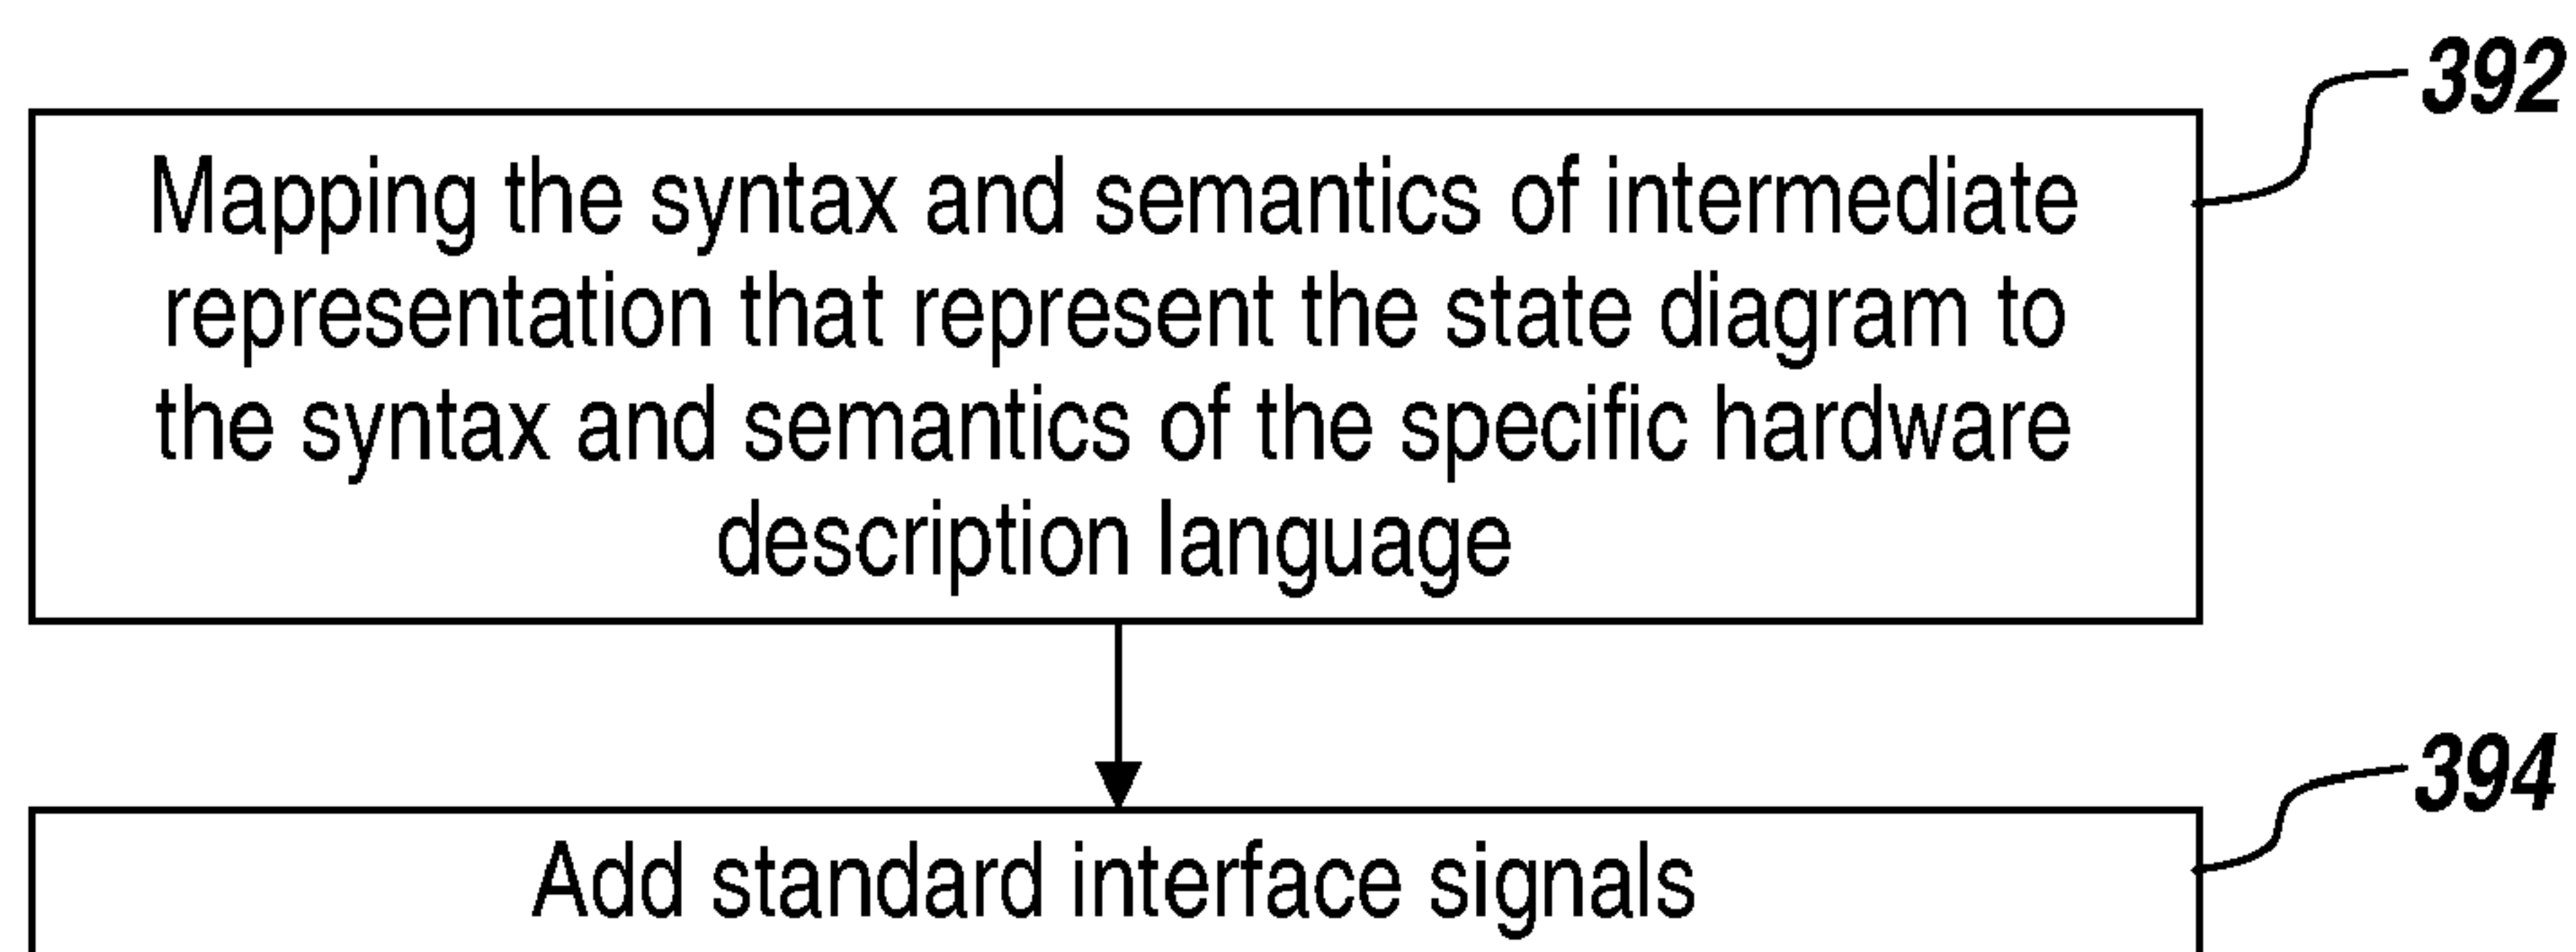 392
Mapping the syntax and semantics of intermediate
representation that represent the state diagram to
the syntax and semantics of the specific hardware
description language
394
Add standard interface signals